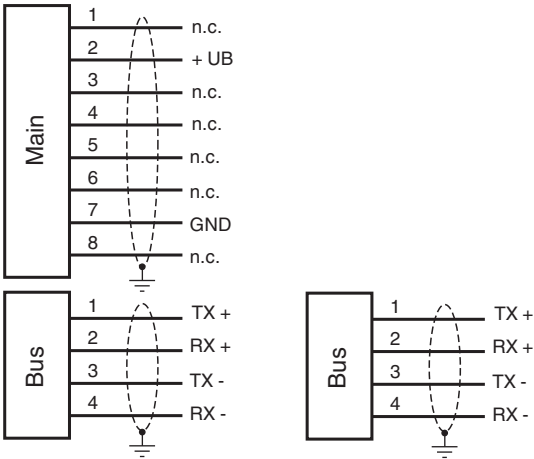 Main
1 n.c.
2 + UB
3 n.c.
4 n.c.
5 n.c.
6 n.c.
7 GND
8 n.c.
Bus
1 TX +
2 RX +
3 TX -
4 RX -
Bus
1 TX +
2 RX +
3 TX -
4 RX -